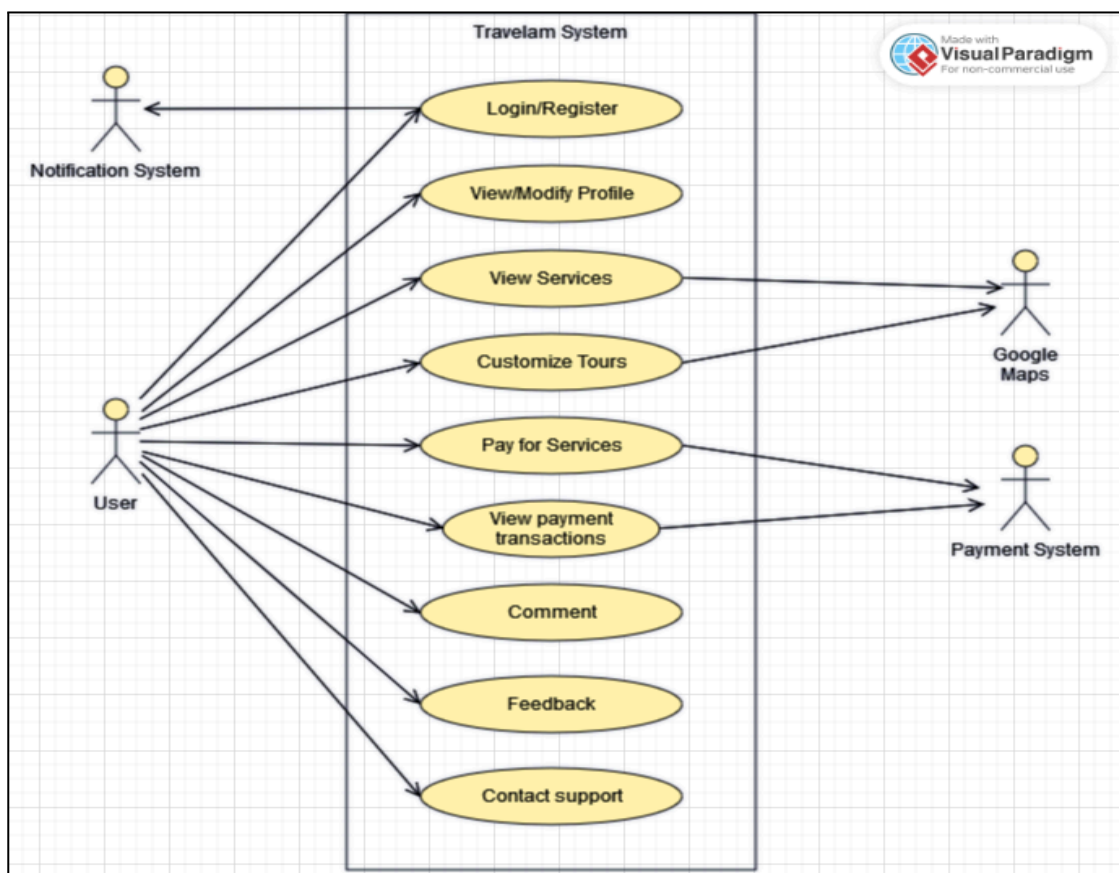 Travelam System
Made with
Visual Paradigm
For non-commercial use
Login/Register
Notification System
View/Modify Profile
View Services
Google
Maps
Customize Tours
Pay for Services
User
View payment
transactions
Payment System
Comment
Feedback
Contact support